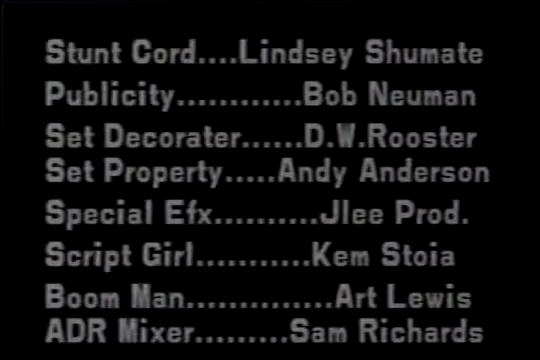 Stunt Cord....Lindsey Shumate
Publicity............Bob Neuman
Set Decorater......D.W.Rooster
Set Property.....Andy Anderson
Special Efx..........Jlee Prod.
Script Girl...........Kem Stoia
Boom Man..............Art Lewis
ADR Mixer.........Sam Richards